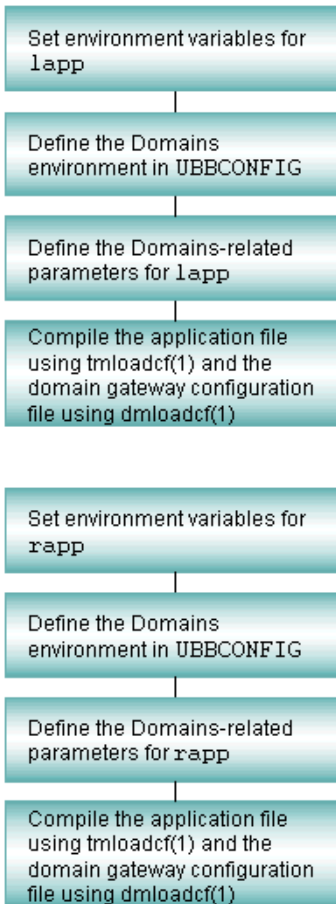 Set environment variables for
lapp
Define the Domains
environment in UBBCONFIG
Define the Domains-related
parameters for lapp
Compile the application file
using tmloadcf(1) and the
domain gateway configuration
file using dmloadcf(1)
Set environment variables for
rapp
Define the Domains
environment in UBBCONFIG
Define the Domains-related
parameters for rapp
Compile the application file
using tmloadcf(1) and the
domain gateway configuration
file using dmloadcf(1)